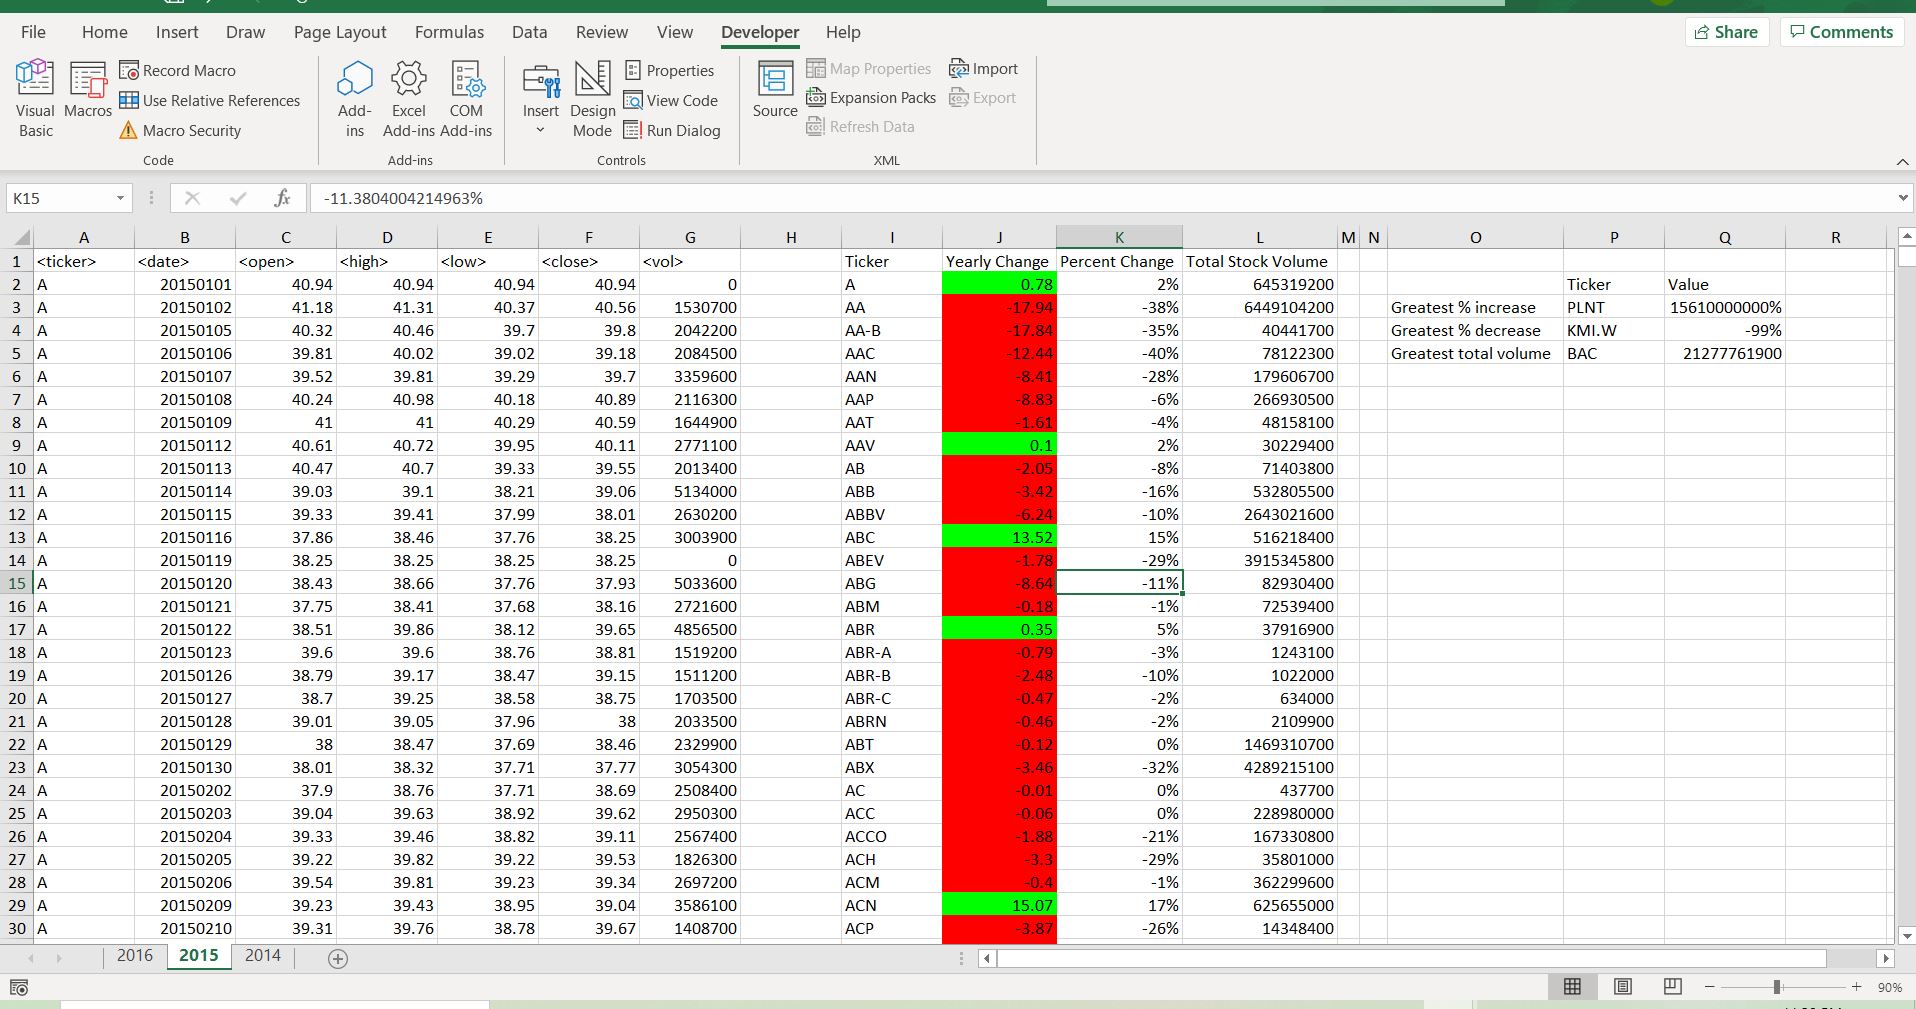 File Home Insert Draw Page Layout Formulas Data Review View Developer Help Share Comments
Visual Basic
Macros
Record Macro
Use Relative References
Macro Security
Code
Add-ins
Excel Add-ins
COM Add-ins
Add-ins
Insert
Design Mode
Properties
View Code
Run Dialog
Controls
Source
Map Properties
Expansion Packs
Refresh Data
Import
Export
XML
K15 fx -11.3804004214963%
A B C D E F G H I J K L M N O P Q R
1 <ticker> <date> <open> <high> <low> <close> <vol> Ticker Yearly Change Percent Change Total Stock Volume
2 A 20150101 40.94 40.94 40.94 40.94 0 A 0.78 2% 645319200 Ticker Value
3 A 20150102 41.18 41.31 40.37 40.56 1530700 AA -17.94 -38% 6449104200 Greatest % increase PLNT 15610000000%
4 A 20150105 40.32 40.46 39.7 39.8 2042200 AA-B -17.84 -35% 40441700 Greatest % decrease KMI.W -99%
5 A 20150106 39.81 40.02 39.02 39.18 2084500 AAC -12.44 -40% 78122300 Greatest total volume BAC 21277761900
6 A 20150107 39.52 39.81 39.29 39.7 3359600 AAN -8.41 -28% 179606700
7 A 20150108 40.24 40.98 40.18 40.89 2116300 AAP -8.83 -6% 266930500
8 A 20150109 41 41 40.29 40.59 1644900 AAT -1.61 -4% 48158100
9 A 20150112 40.61 40.72 39.95 40.11 2771100 AAV 0.1 2% 30229400
10 A 20150113 40.47 40.7 39.33 39.55 2013400 AB -2.05 -8% 71403800
11 A 20150114 39.03 39.1 38.21 39.06 5134000 ABB -3.42 -16% 532805500
12 A 20150115 39.33 39.41 37.99 38.01 2630200 ABBV -6.24 -10% 2643021600
13 A 20150116 37.86 38.46 37.76 38.25 3003900 ABC 13.52 15% 516218400
14 A 20150119 38.25 38.25 38.25 38.25 0 ABEV -1.78 -29% 3915345800
15 A 20150120 38.43 38.66 37.76 37.93 5033600 ABG -8.64 -11% 82930400
16 A 20150121 37.75 38.41 37.68 38.16 2721600 ABM -0.18 -1% 72539400
17 A 20150122 38.51 39.86 38.12 39.65 4856500 ABR 0.35 5% 37916900
18 A 20150123 39.6 39.6 38.76 38.81 1519200 ABR-A -0.79 -3% 1243100
19 A 20150126 38.79 39.17 38.47 39.15 1511200 ABR-B -2.48 -10% 1022000
20 A 20150127 38.7 39.25 38.58 38.75 1703500 ABR-C -0.47 -2% 634000
21 A 20150128 39.01 39.05 37.96 38 2033500 ABRN -0.46 -2% 2109900
22 A 20150129 38 38.47 37.69 38.46 2329900 ABT -0.12 0% 1469310700
23 A 20150130 38.01 38.32 37.71 37.77 3054300 ABX -3.46 -32% 4289215100
24 A 20150202 37.9 38.76 37.71 38.69 2508400 AC -0.01 0% 437700
25 A 20150203 39.04 39.63 38.92 39.62 2950300 ACC -0.06 0% 228980000
26 A 20150204 39.33 39.46 38.82 39.11 2567400 ACCO -1.88 -21% 167330800
27 A 20150205 39.22 39.82 39.22 39.53 1826300 ACH -3.3 -29% 35801000
28 A 20150206 39.54 39.81 39.23 39.34 2697200 ACM -0.4 -1% 362299600
29 A 20150209 39.23 39.43 38.95 39.04 3586100 ACN 15.07 17% 625655000
30 A 20150210 39.31 39.76 38.78 39.67 1408700 ACP -3.87 -26% 14348400
2016 2015 2014
90%